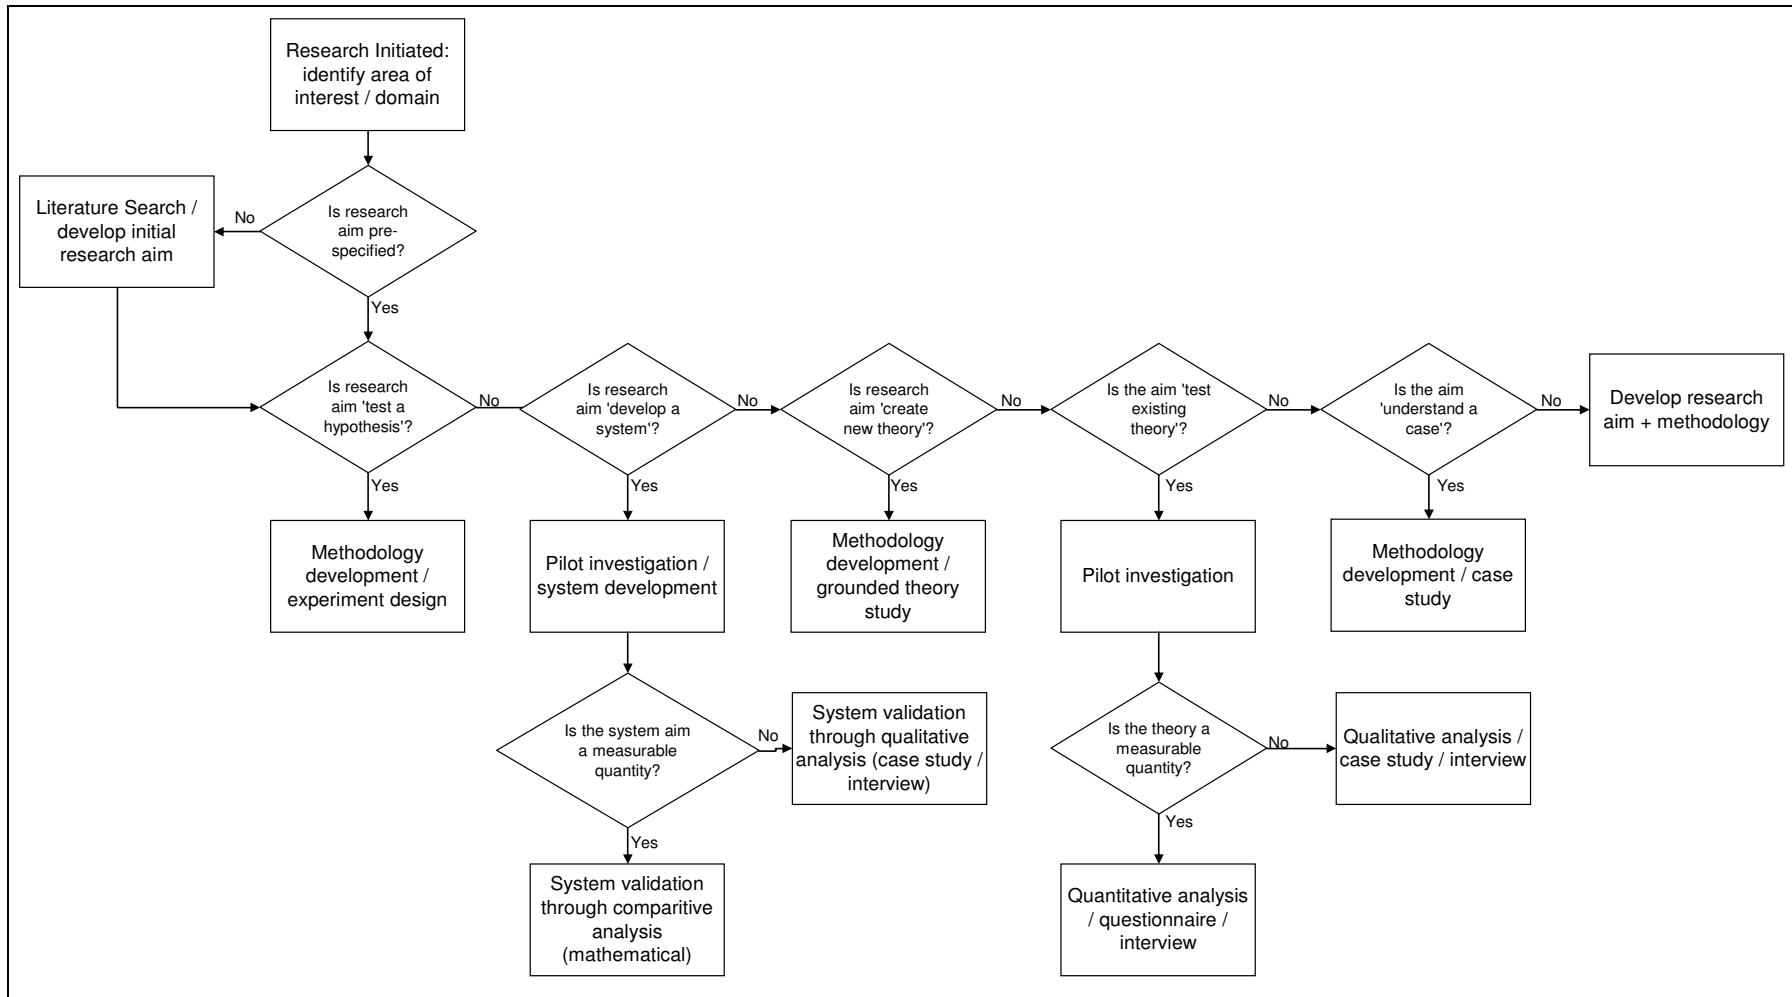 Research Initiated:
identify area of
interest / domain
Literature Search /
develop initial
research aim
No
Is research
aim pre-
specified?
Yes
Is research
aim 'test a
hypothesis'?
No
Is research
aim 'develop a
system'?
No
Is research
aim 'create
new theory'?
No
Is the aim 'test
existing
theory'?
No
Is the aim
'understand a
case'?
No
Develop research
aim + methodology
Yes
Yes
Yes
Yes
Yes
Methodology
development /
experiment design
Pilot investigation /
system development
Methodology
development /
grounded theory
study
Pilot investigation
Methodology
development / case
study
Is the system aim
a measurable
quantity?
No
System validation
through qualitative
analysis (case study /
interview)
Is the theory a
measurable
quantity?
No
Qualitative analysis /
case study / interview
Yes
Yes
System validation
through comparitive
analysis
(mathematical)
Quantitative analysis
/ questionnaire /
interview